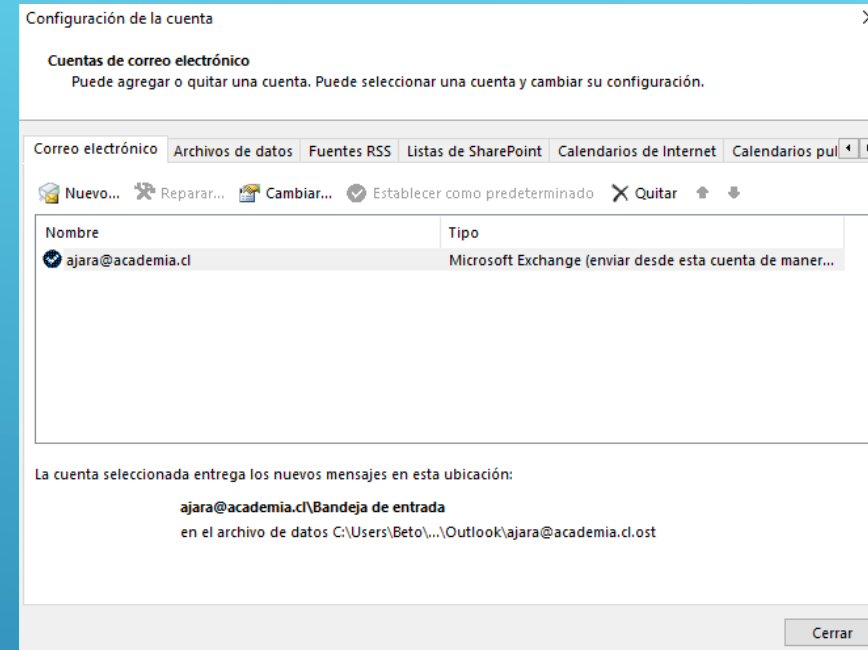 Configuración de la cuenta
Cuentas de correo electrónico
Puede agregar o quitar una cuenta. Puede seleccionar una cuenta y cambiar su configuración.
Correo electrónico Archivos de datos Fuentes RSS Listas de SharePoint Calendarios de Internet Calendarios pul
Nuevo... Reparar... Cambiar... Establecer como predeterminado Quitar
Nombre Tipo
ajara@academia.cl Microsoft Exchange (enviar desde esta cuenta de maner...
La cuenta seleccionada entrega los nuevos mensajes en esta ubicación:
ajara@academia.cl\Bandeja de entrada
en el archivo de datos C:\Users\Beto\...\Outlook\ajara@academia.cl.ost
Cerrar